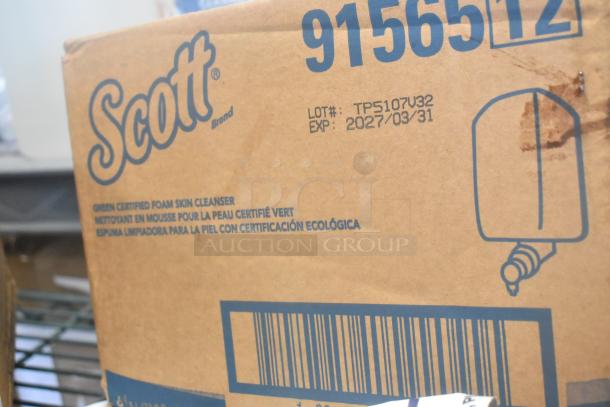 91565 12
Scott®
Brand
LOT#: TP5107V32
EXP: 2027/03/31
GREEN CERTIFIED FOAM SKIN CLEANSER
NETTOYANT EN MOUSSE POUR LA PEAU CERTIFIÉ VERT
ESPUMA LIMPIADORA PARA LA PIEL CON CERTIFICACIÓN ECOLÓGICA
PCI
AUCTION GROUP